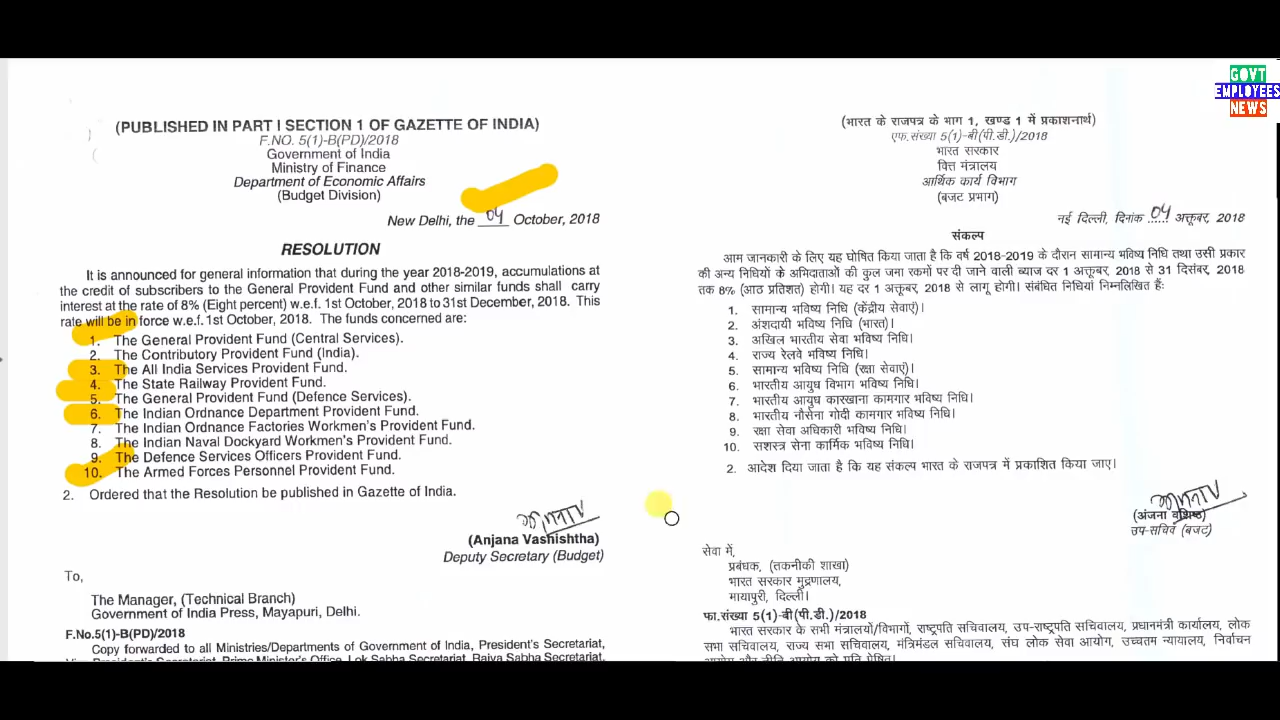 GOVT
EMPLOYEES
NEWS
(PUBLISHED IN PART I SECTION 1 OF GAZETTE OF INDIA)
F.NO. 5(1)-B(PD)/2018
Government of India
Ministry of Finance
Department of Economic Affairs
(Budget Division)
New Delhi, the 04 October, 2018
RESOLUTION
It is announced for general information that during the year 2018-2019, accumulations at
the credit of subscribers to the General Provident Fund and other similar funds shall carry
interest at the rate of 8% (Eight percent) w.e.f. 1st October, 2018 to 31st December, 2018. This
rate will be in force w.e.f. 1st October, 2018. The funds concerned are:
1. The General Provident Fund (Central Services).
2. The Contributory Provident Fund (India).
3. The All India Services Provident Fund.
4. The State Railway Provident Fund.
5. The General Provident Fund (Defence Services).
6. The Indian Ordnance Department Provident Fund.
7. The Indian Ordnance Factories Workmen's Provident Fund.
8. The Indian Naval Dockyard Workmen's Provident Fund.
9. The Defence Services Officers Provident Fund.
10. The Armed Forces Personnel Provident Fund.
2. Ordered that the Resolution be published in Gazette of India.
(Anjana Vashishtha)
Deputy Secretary (Budget)
To,
The Manager, (Technical Branch)
Government of India Press, Mayapuri, Delhi.
F.No.5(1)-B(PD)/2018
Copy forwarded to all Ministries/Departments of Government of India, President's Secretariat,
President's Secretariat, Prime Minister's Office, Lok Sabha Secretariat, Rajya Sabha Secretariat,
(भारत के राजपत्र के भाग 1, खण्ड 1 में प्रकाशनार्थ)
एफ.संख्या 5(1)-बी(पी.डी.)/2018
भारत सरकार
वित्त मंत्रालय
आर्थिक कार्य विभाग
(बजट प्रभाग)
नई दिल्ली, दिनांक 04 अक्तूबर, 2018
संकल्प
आम जानकारी के लिए यह घोषित किया जाता है कि वर्ष 2018-2019 के दौरान सामान्य भविष्य निधि तथा उसी प्रकार
की अन्य निधियों के अभिदाताओं की कुल जमा रकमों पर दी जाने वाली ब्याज दर 1 अक्तूबर, 2018 से 31 दिसंबर, 2018
तक 8% (आठ प्रतिशत) होगी। यह दर 1 अक्तूबर, 2018 से लागू होगी। संबंधित निधियां निम्नलिखित हैः
1. सामान्य भविष्य निधि (केंद्रीय सेवाएं)।
2. अंशदायी भविष्य निधि (भारत)।
3. अखिल भारतीय सेवा भविष्य निधि।
4. राज्य रेलवे भविष्य निधि।
5. सामान्य भविष्य निधि (रक्षा सेवाएं)।
6. भारतीय आयुध विभाग भविष्य निधि।
7. भारतीय आयुध कारखाना कामगार भविष्य निधि।
8. भारतीय नौसेना गोदी कामगार भविष्य निधि।
9. रक्षा सेवा अधिकारी भविष्य निधि।
10. सशस्त्र सेना कार्मिक भविष्य निधि।
2. आदेश दिया जाता है कि यह संकल्प भारत के राजपत्र में प्रकाशित किया जाए।
(अंजना वशिष्ठ)
उप-सचिव (बजट)
सेवा में,
प्रबंधक, (तकनीकी शाखा)
भारत सरकार मुद्रणालय,
मायापुरी, दिल्ली।
फा.संख्या 5(1)-बी(पी.डी.)/2018
भारत सरकार के सभी मंत्रालयों/विभागों, राष्ट्रपति सचिवालय, उप-राष्ट्रपति सचिवालय, प्रधानमंत्री कार्यालय, लोक
सभा सचिवालय, राज्य सभा सचिवालय, मंत्रिमंडल सचिवालय, संघ लोक सेवा आयोग, उच्चतम न्यायालय, निर्वाचन
आयोग और नीति आयोग को प्रति प्रेषित।